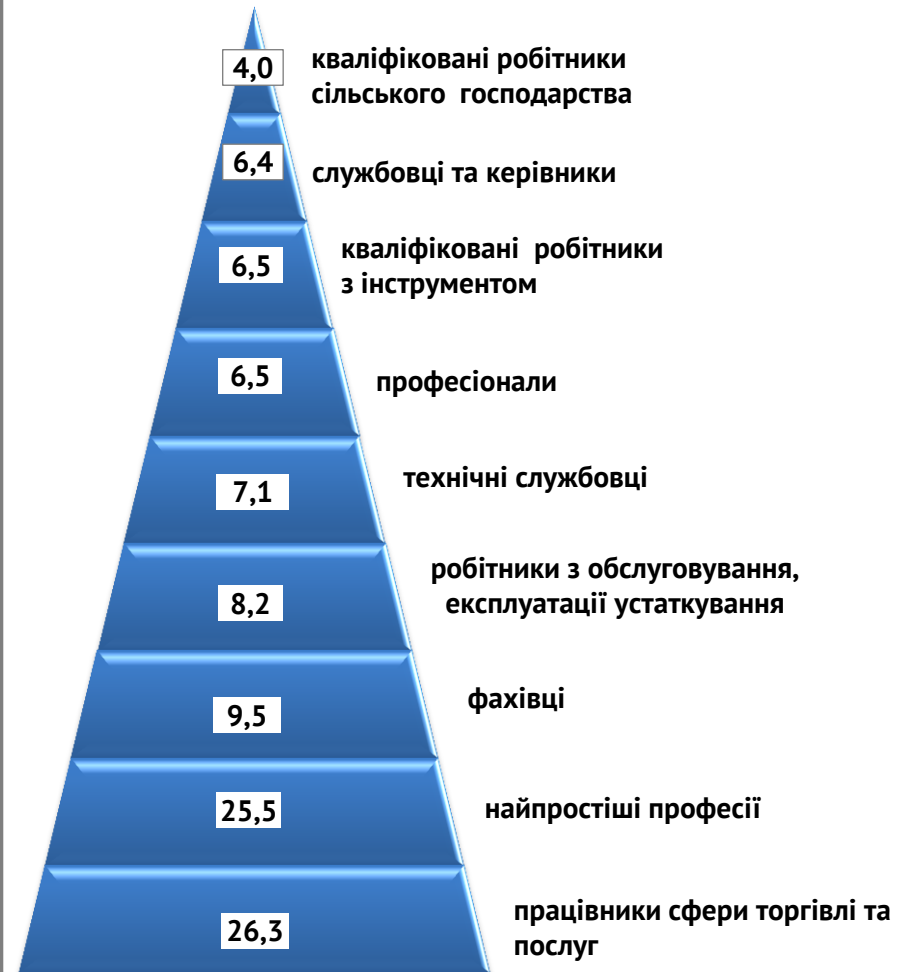 4,0
кваліфіковані робітники
сільського господарства
6,4
службовці та керівники
6,5
кваліфіковані робітники
з інструментом
6,5
професіонали
7,1
технічні службовці
8,2
робітники з обслуговування,
експлуатації устаткування
9,5
фахівці
25,5
найпростіші професії
26,3
працівники сфери торгівлі та
послуг